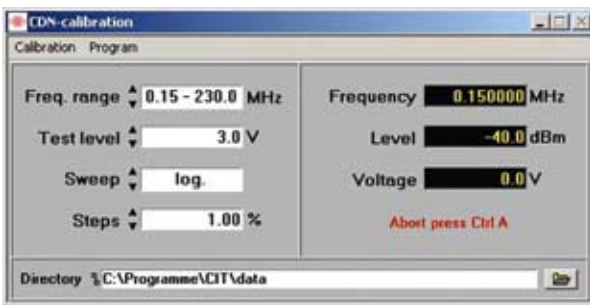 CDN-calibration
Calibration Program
Freq. range 0.15 - 230.0 MHz
Test level 3.0 V
Sweep log.
Steps 1.00 %
Frequency 0.150000 MHz
Level -40.0 dBm
Voltage 0.0 V
Abort press Ctrl A
Directory C:\Programme\CIT\data